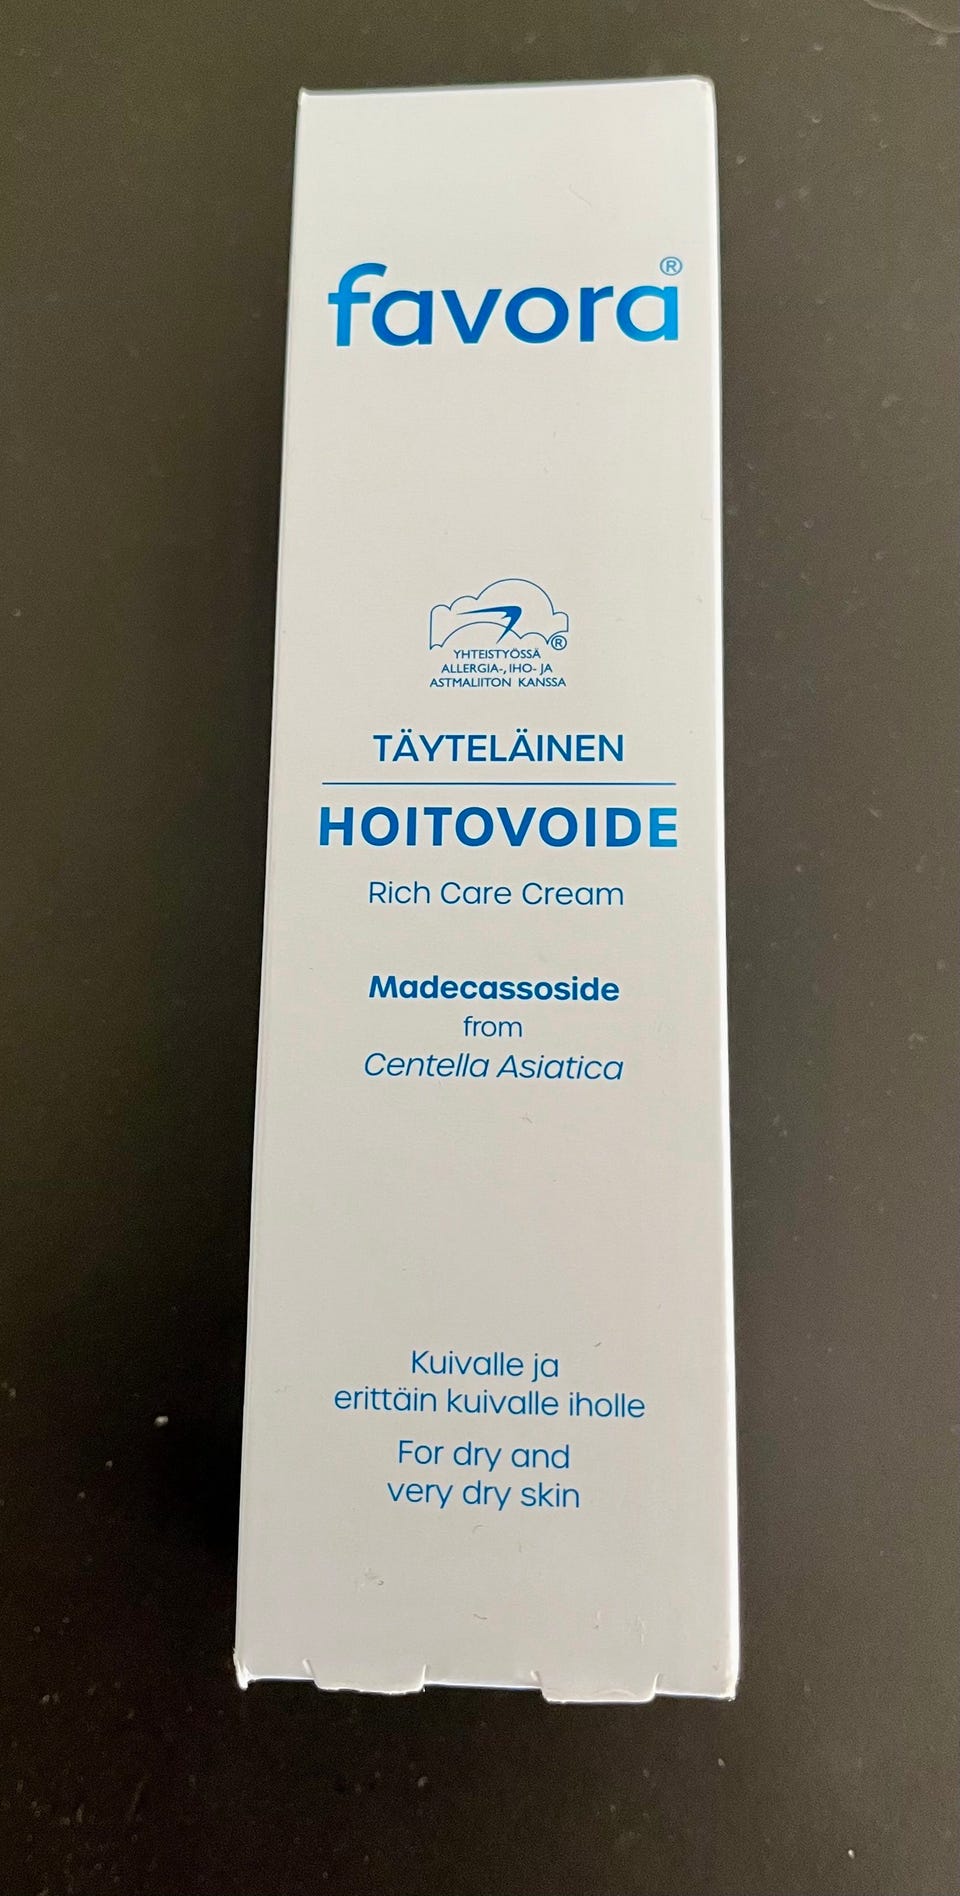 favora®
®
YHTEISTYÖSSÄ
ALLERGIA-, IHO- JA
ASTMALIITON KANSSA
TÄYTELÄINEN
HOITOVOIDE
Rich Care Cream
Madecassoside
from
Centella Asiatica
Kuivalle ja
erittäin kuivalle iholle
For dry and
very dry skin